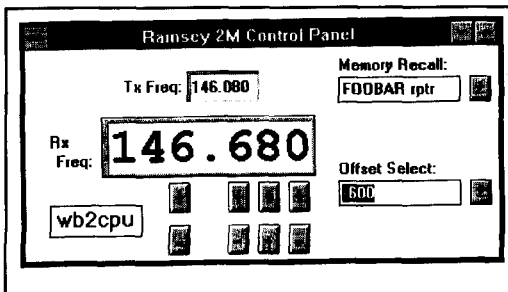 Ramsey 2M Control Panel
Tx Freq: 146.080
Memory Recall:
FOOBAR rptr
Rx Freq: 146.680
Offset Select:
-600
wb2cpu